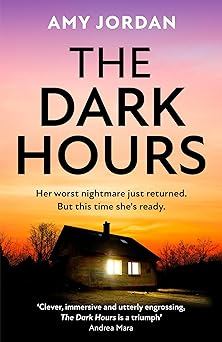 AMY JORDAN
THE
DARK
HOURS
Her worst nightmare just returned.
But this time she's ready.
'Clever, immersive and utterly engrossing,
The Dark Hours is a triumph'
Andrea Mara